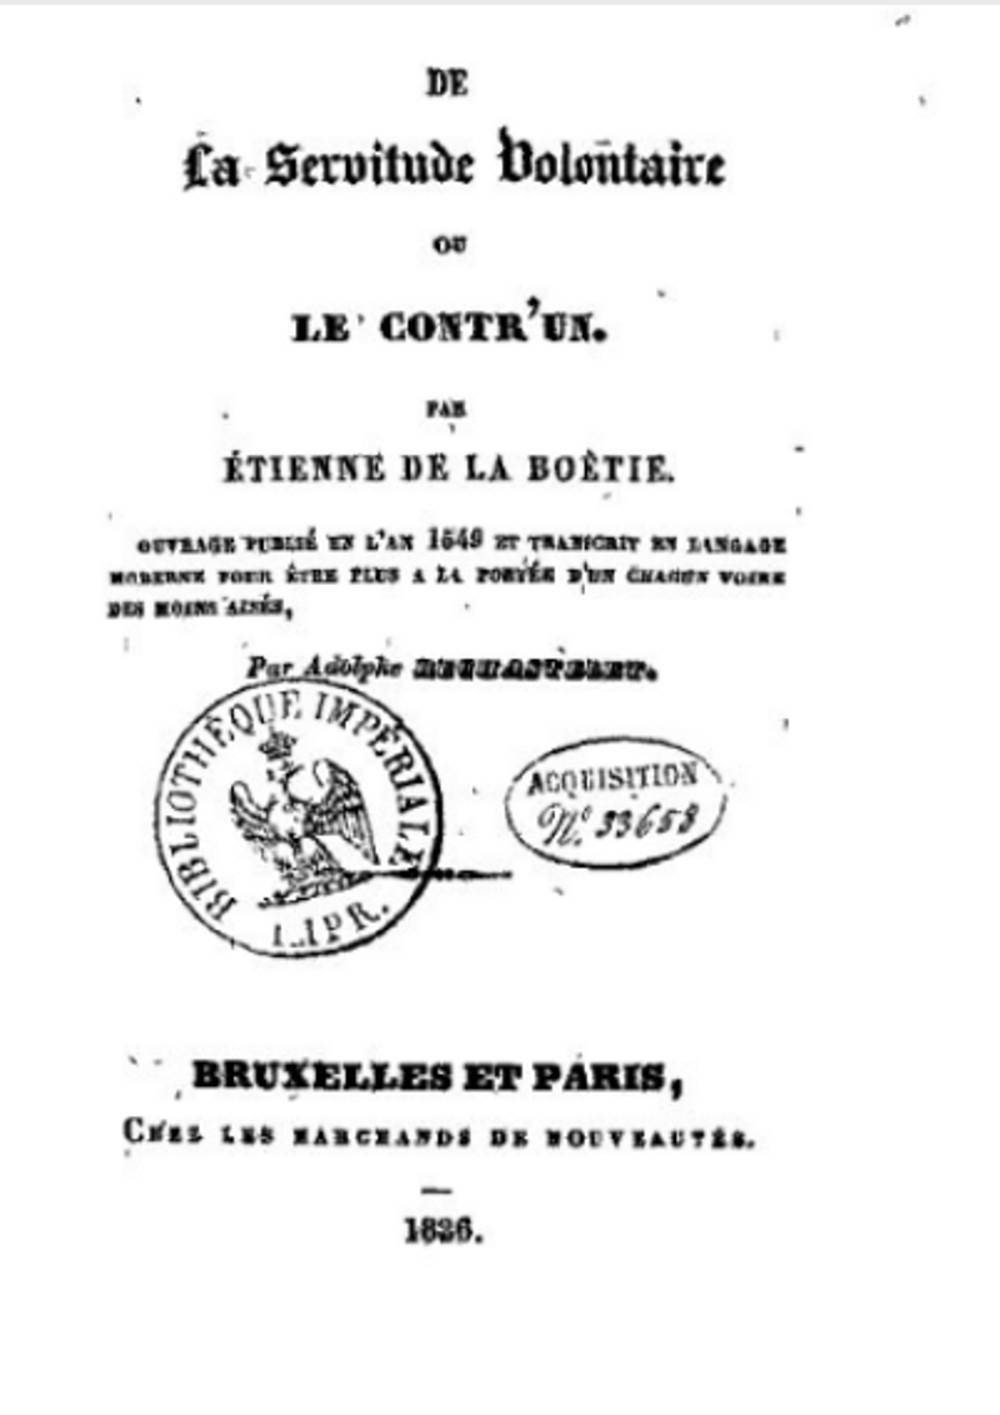 DE
La Servitude Volontaire
OU
LE CONTR'UN.
PAR
ÉTIENNE DE LA BOËTIE.
OUVRAGE PUBLIÉ EN L'AN 1549 ET TRANSCRIT EN LANGAGE
MODERNE POUR ÊTRE PLUS A LA PORTÉE D'UN CHACUN VOIRE
DES MOINS AISÉS,
Par Adolphe
BIBLIOTHÈQUE IMPÉRIALE
IMPR.
ACQUISITION
N.° 33653
BRUXELLES ET PARIS,
CHEZ LES MARCHANDS DE NOUVEAUTÉS.
1836.